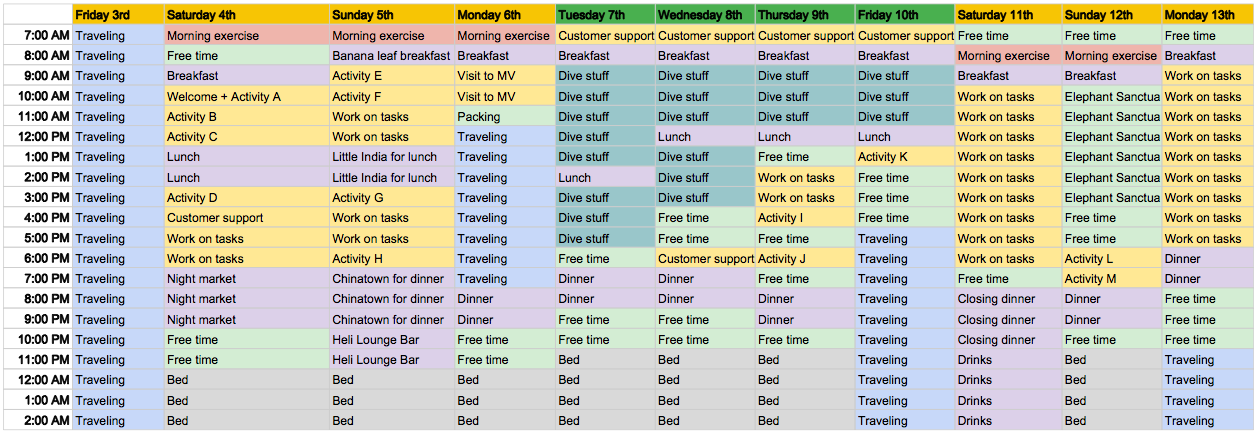 Friday 3rd Saturday 4th Sunday 5th Monday 6th Tuesday 7th Wednesday 8th Thursday 9th Friday 10th Saturday 11th Sunday 12th Monday 13th
7:00 AM Traveling Morning exercise Morning exercise Morning exercise Customer support Customer support Customer support Customer support Free time Free time Free time
8:00 AM Traveling Free time Banana leaf breakfast Breakfast Breakfast Breakfast Breakfast Breakfast Morning exercise Morning exercise Breakfast
9:00 AM Traveling Breakfast Activity E Visit to MV Dive stuff Dive stuff Dive stuff Dive stuff Breakfast Breakfast Work on tasks
10:00 AM Traveling Welcome + Activity A Activity F Visit to MV Dive stuff Dive stuff Dive stuff Dive stuff Work on tasks Elephant Sanctua Work on tasks
11:00 AM Traveling Activity B Work on tasks Packing Dive stuff Dive stuff Dive stuff Dive stuff Work on tasks Elephant Sanctua Work on tasks
12:00 PM Traveling Activity C Work on tasks Traveling Dive stuff Lunch Lunch Lunch Work on tasks Elephant Sanctua Work on tasks
1:00 PM Traveling Lunch Little India for lunch Traveling Dive stuff Dive stuff Free time Activity K Work on tasks Elephant Sanctua Work on tasks
2:00 PM Traveling Lunch Little India for lunch Traveling Lunch Dive stuff Work on tasks Free time Work on tasks Elephant Sanctua Work on tasks
3:00 PM Traveling Activity D Activity G Traveling Dive stuff Dive stuff Work on tasks Free time Work on tasks Elephant Sanctua Work on tasks
4:00 PM Traveling Customer support Work on tasks Traveling Dive stuff Free time Activity I Free time Work on tasks Free time Work on tasks
5:00 PM Traveling Work on tasks Work on tasks Traveling Dive stuff Free time Free time Traveling Work on tasks Free time Work on tasks
6:00 PM Traveling Work on tasks Activity H Traveling Free time Customer support Activity J Traveling Work on tasks Activity L Dinner
7:00 PM Traveling Night market Chinatown for dinner Traveling Dinner Dinner Free time Traveling Free time Activity M Dinner
8:00 PM Traveling Night market Chinatown for dinner Dinner Dinner Dinner Dinner Traveling Closing dinner Dinner Free time
9:00 PM Traveling Night market Chinatown for dinner Dinner Free time Free time Dinner Traveling Closing dinner Dinner Free time
10:00 PM Traveling Free time Heli Lounge Bar Free time Free time Free time Free time Traveling Closing dinner Free time Free time
11:00 PM Traveling Free time Heli Lounge Bar Free time Bed Bed Bed Traveling Drinks Bed Traveling
12:00 AM Traveling Bed Bed Bed Bed Bed Bed Traveling Drinks Bed Traveling
1:00 AM Traveling Bed Bed Bed Bed Bed Bed Traveling Drinks Bed Traveling
2:00 AM Traveling Bed Bed Bed Bed Bed Bed Traveling Drinks Bed Traveling